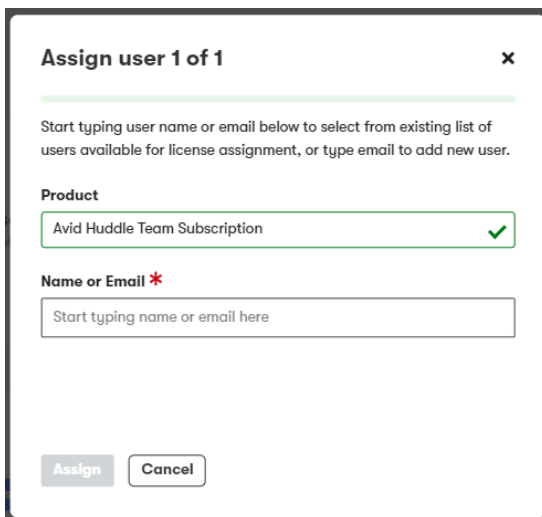 Assign user 1 of 1
Start typing user name or email below to select from existing list of
users available for license assignment, or type email to add new user.
Product
Avid Huddle Team Subscription
Name or Email *
Start typing name or email here
Assign Cancel